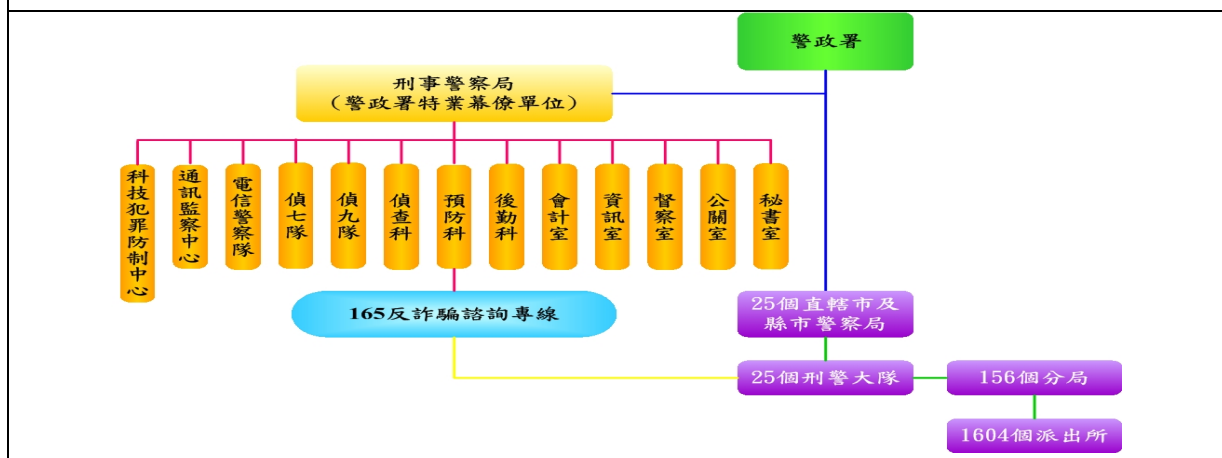 警政署
刑事警察局
（警政署特業幕僚單位）
科技犯罪防制中心
通訊監察中心
電信警察隊
偵七隊
偵九隊
偵查科
預防科
後勤科
會計室
資訊室
督察室
公關室
秘書室
165反詐騙諮詢專線
25個直轄市及
縣市警察局
25個刑警大隊
156個分局
1604個派出所